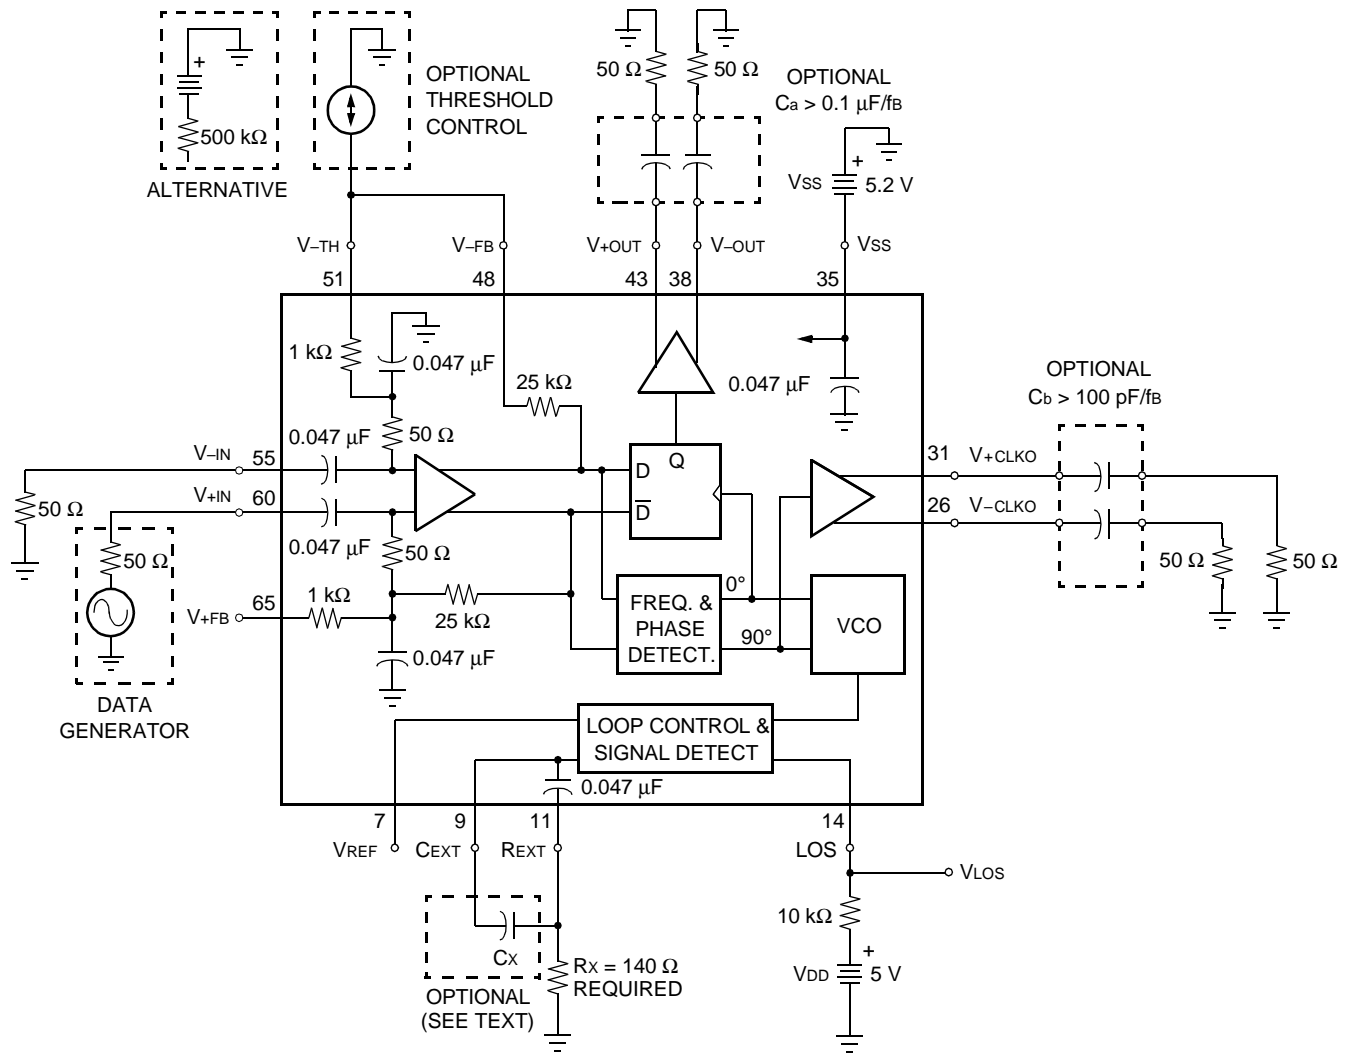 OPTIONAL
THRESHOLD
CONTROL
+
500 kΩ
ALTERNATIVE
50 Ω
50 Ω
OPTIONAL
Ca > 0.1 μF/fB
+
VSS
5.2 V
V–TH
V–FB
V+OUT
V–OUT
VSS
51
48
43
38
35
1 kΩ
0.047 μF
25 kΩ
0.047 μF
OPTIONAL
Cb > 100 pF/fB
V–IN
55
0.047 μF
50 Ω
D
Q
31
V+CLKO
V+IN
60
D̅
26
V–CLKO
50 Ω
0.047 μF
50 Ω
50 Ω
50 Ω
50 Ω
V+FB
65
1 kΩ
25 kΩ
FREQ. &
PHASE
DETECT.
0°
90°
VCO
0.047 μF
DATA
GENERATOR
LOOP CONTROL &
SIGNAL DETECT
0.047 μF
7
9
11
14
VREF
CEXT
REXT
LOS
VLOS
10 kΩ
+
VDD
5 V
CX
RX = 140 Ω
REQUIRED
OPTIONAL
(SEE TEXT)